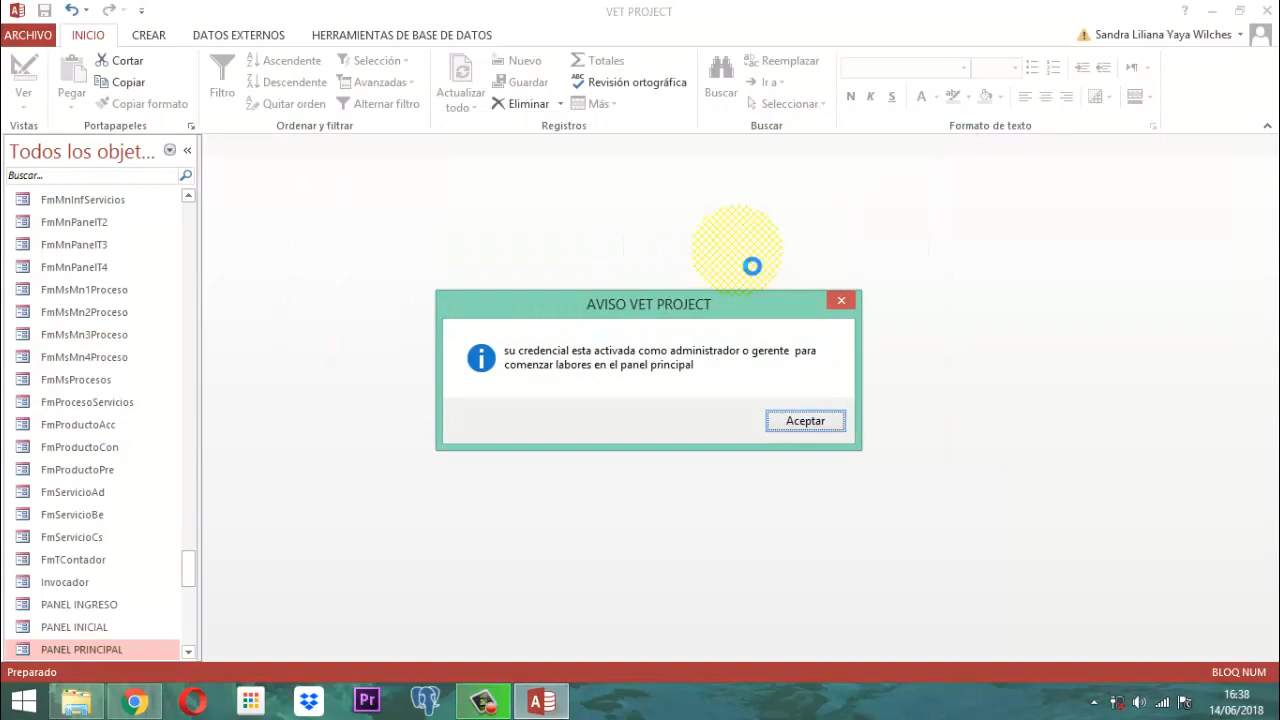 VET PROJECT
ARCHIVO INICIO CREAR DATOS EXTERNOS HERRAMIENTAS DE BASE DE DATOS Sandra Liliana Yaya Wilches
Ver
Vistas
Pegar
Cortar
Copiar
Copiar formato
Portapapeles
Filtro
Ascendente
Descendente
Quitar orden
Selección
Avanzadas
Alternar filtro
Ordenar y filtrar
Actualizar
todo
Nuevo
Guardar
Eliminar
Totales
Revisión ortográfica
Más
Registros
Buscar
Reemplazar
Ir a
Seleccionar
Buscar
N K S A
Formato de texto
Todos los objet...
Buscar...
FmMnInfServicios
FmMnPanelT2
FmMnPanelT3
FmMnPanelT4
FmMsMn1Proceso
FmMsMn2Proceso
FmMsMn3Proceso
FmMsMn4Proceso
FmMsProcesos
FmProcesoServicios
FmProductoAcc
FmProductoCon
FmProductoPre
FmServicioAd
FmServicioBe
FmServicioCs
FmTContador
Invocador
PANEL INGRESO
PANEL INICIAL
PANEL PRINCIPAL
AVISO VET PROJECT
su credencial esta activada como administrador o gerente para
comenzar labores en el panel principal
Aceptar
Preparado BLOQ NUM
Pr
16:38
14/06/2018